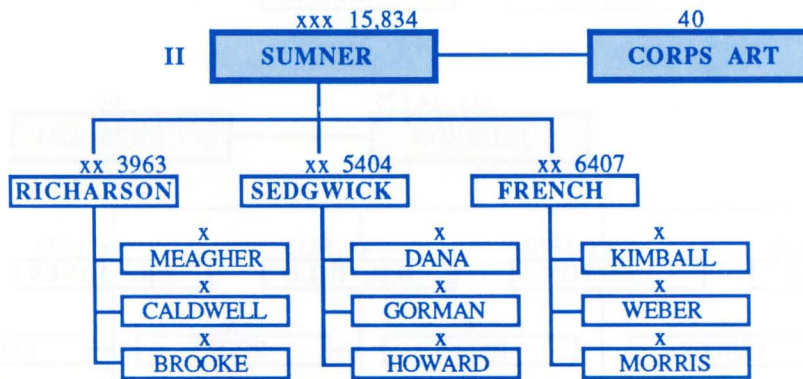 xxx 15,834 40
II SUMNER CORPS ART
xx 3963 xx 5404 xx 6407
RICHARSON SEDGWICK FRENCH
x x x
MEAGHER DANA KIMBALL
x x x
CALDWELL GORMAN WEBER
x x x
BROOKE HOWARD MORRIS